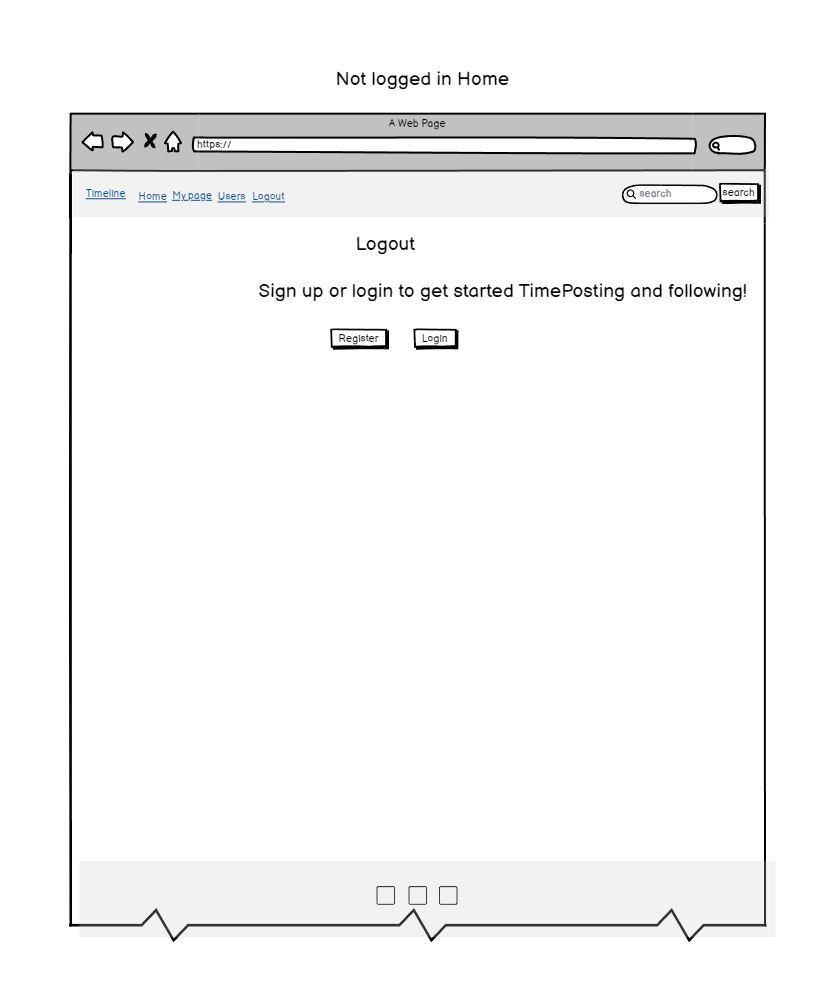 Not logged in Home
A Web Page
https://
Timeline Home My page Users Logout search search
Logout
Sign up or login to get started TimePosting and following!
Register Login